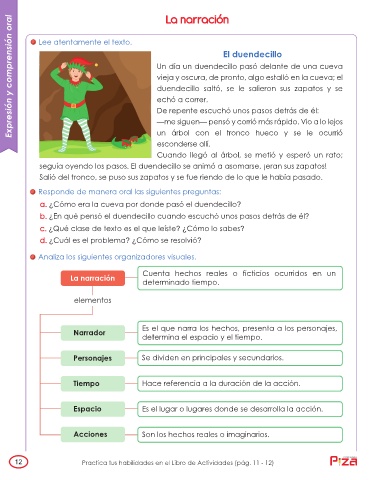 La narración
Expresión y comprensión oral
Lee atentamente el texto.
El duendecillo
Un día un duendecillo pasó delante de una cueva
vieja y oscura, de pronto, algo estalló en la cueva; el
duendecillo saltó, se le salieron sus zapatos y se
echó a correr.
De repente escuchó unos pasos detrás de él:
—me siguen— pensó y corrió más rápido. Vio a lo lejos
un árbol con el tronco hueco y se le ocurrió
esconderse allí.
Cuando llegó al árbol, se metió y esperó un rato;
seguía oyendo los pasos. El duendecillo se animó a asomarse, ¡eran sus zapatos!
Salió del tronco, se puso sus zapatos y se fue riendo de lo que le había pasado.
Responde de manera oral las siguientes preguntas:
a. ¿Cómo era la cueva por donde pasó el duendecillo?
b. ¿En qué pensó el duendecillo cuando escuchó unos pasos detrás de él?
c. ¿Qué clase de texto es el que leíste? ¿Cómo lo sabes?
d. ¿Cuál es el problema? ¿Cómo se resolvió?
Analiza los siguientes organizadores visuales.
La narración
Cuenta hechos reales o ficticios ocurridos en un
determinado tiempo.
elementos
Narrador
Es el que narra los hechos, presenta a los personajes,
determina el espacio y el tiempo.
Personajes
Se dividen en principales y secundarios.
Tiempo
Hace referencia a la duración de la acción.
Espacio
Es el lugar o lugares donde se desarrolla la acción.
Acciones
Son los hechos reales o imaginarios.
12
Practica tus habilidades en el Libro de Actividades (pág. 11 - 12)